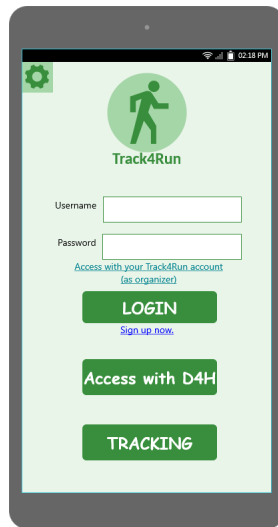 02:18 PM
Track4Run
Username
Password
Access with your Track4Run account
(as organizer)
LOGIN
Sign up now.
Access with D4H
TRACKING